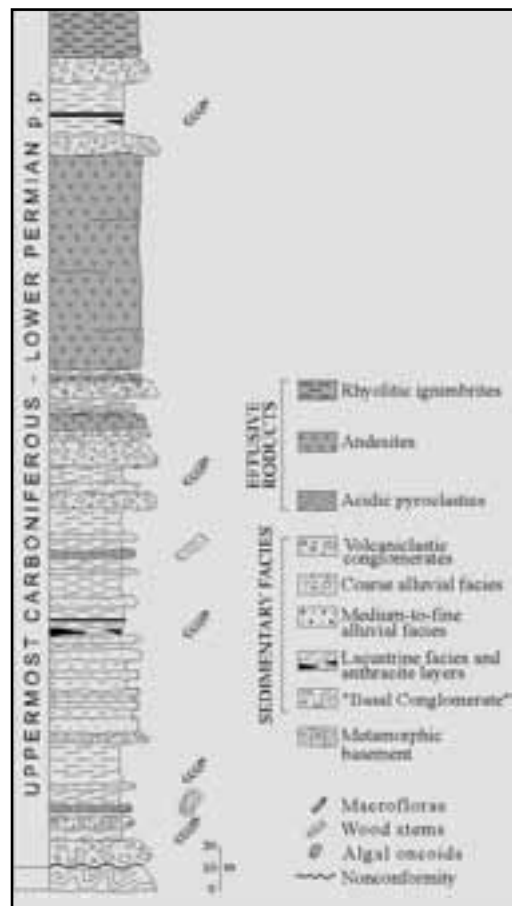 UPPERMOST CARBONIFEROUS - LOWER PERMIAN p.p.
EFFUSIVE
RODUCTS
Rhyolitic ignimbrites
Andesites
Acidic pyroclastites
SEDIMENTARY FACIES
Volcaniclastic
conglomerates
Coarse alluvial facies
Medium-to-fine
alluvial facies
Lacustrine facies and
anthracite layers
"Basal Conglomerate"
Metamorphic
basement
Macrofloras
Wood stems
Algal oncoids
Nonconformity
20
10 m
0